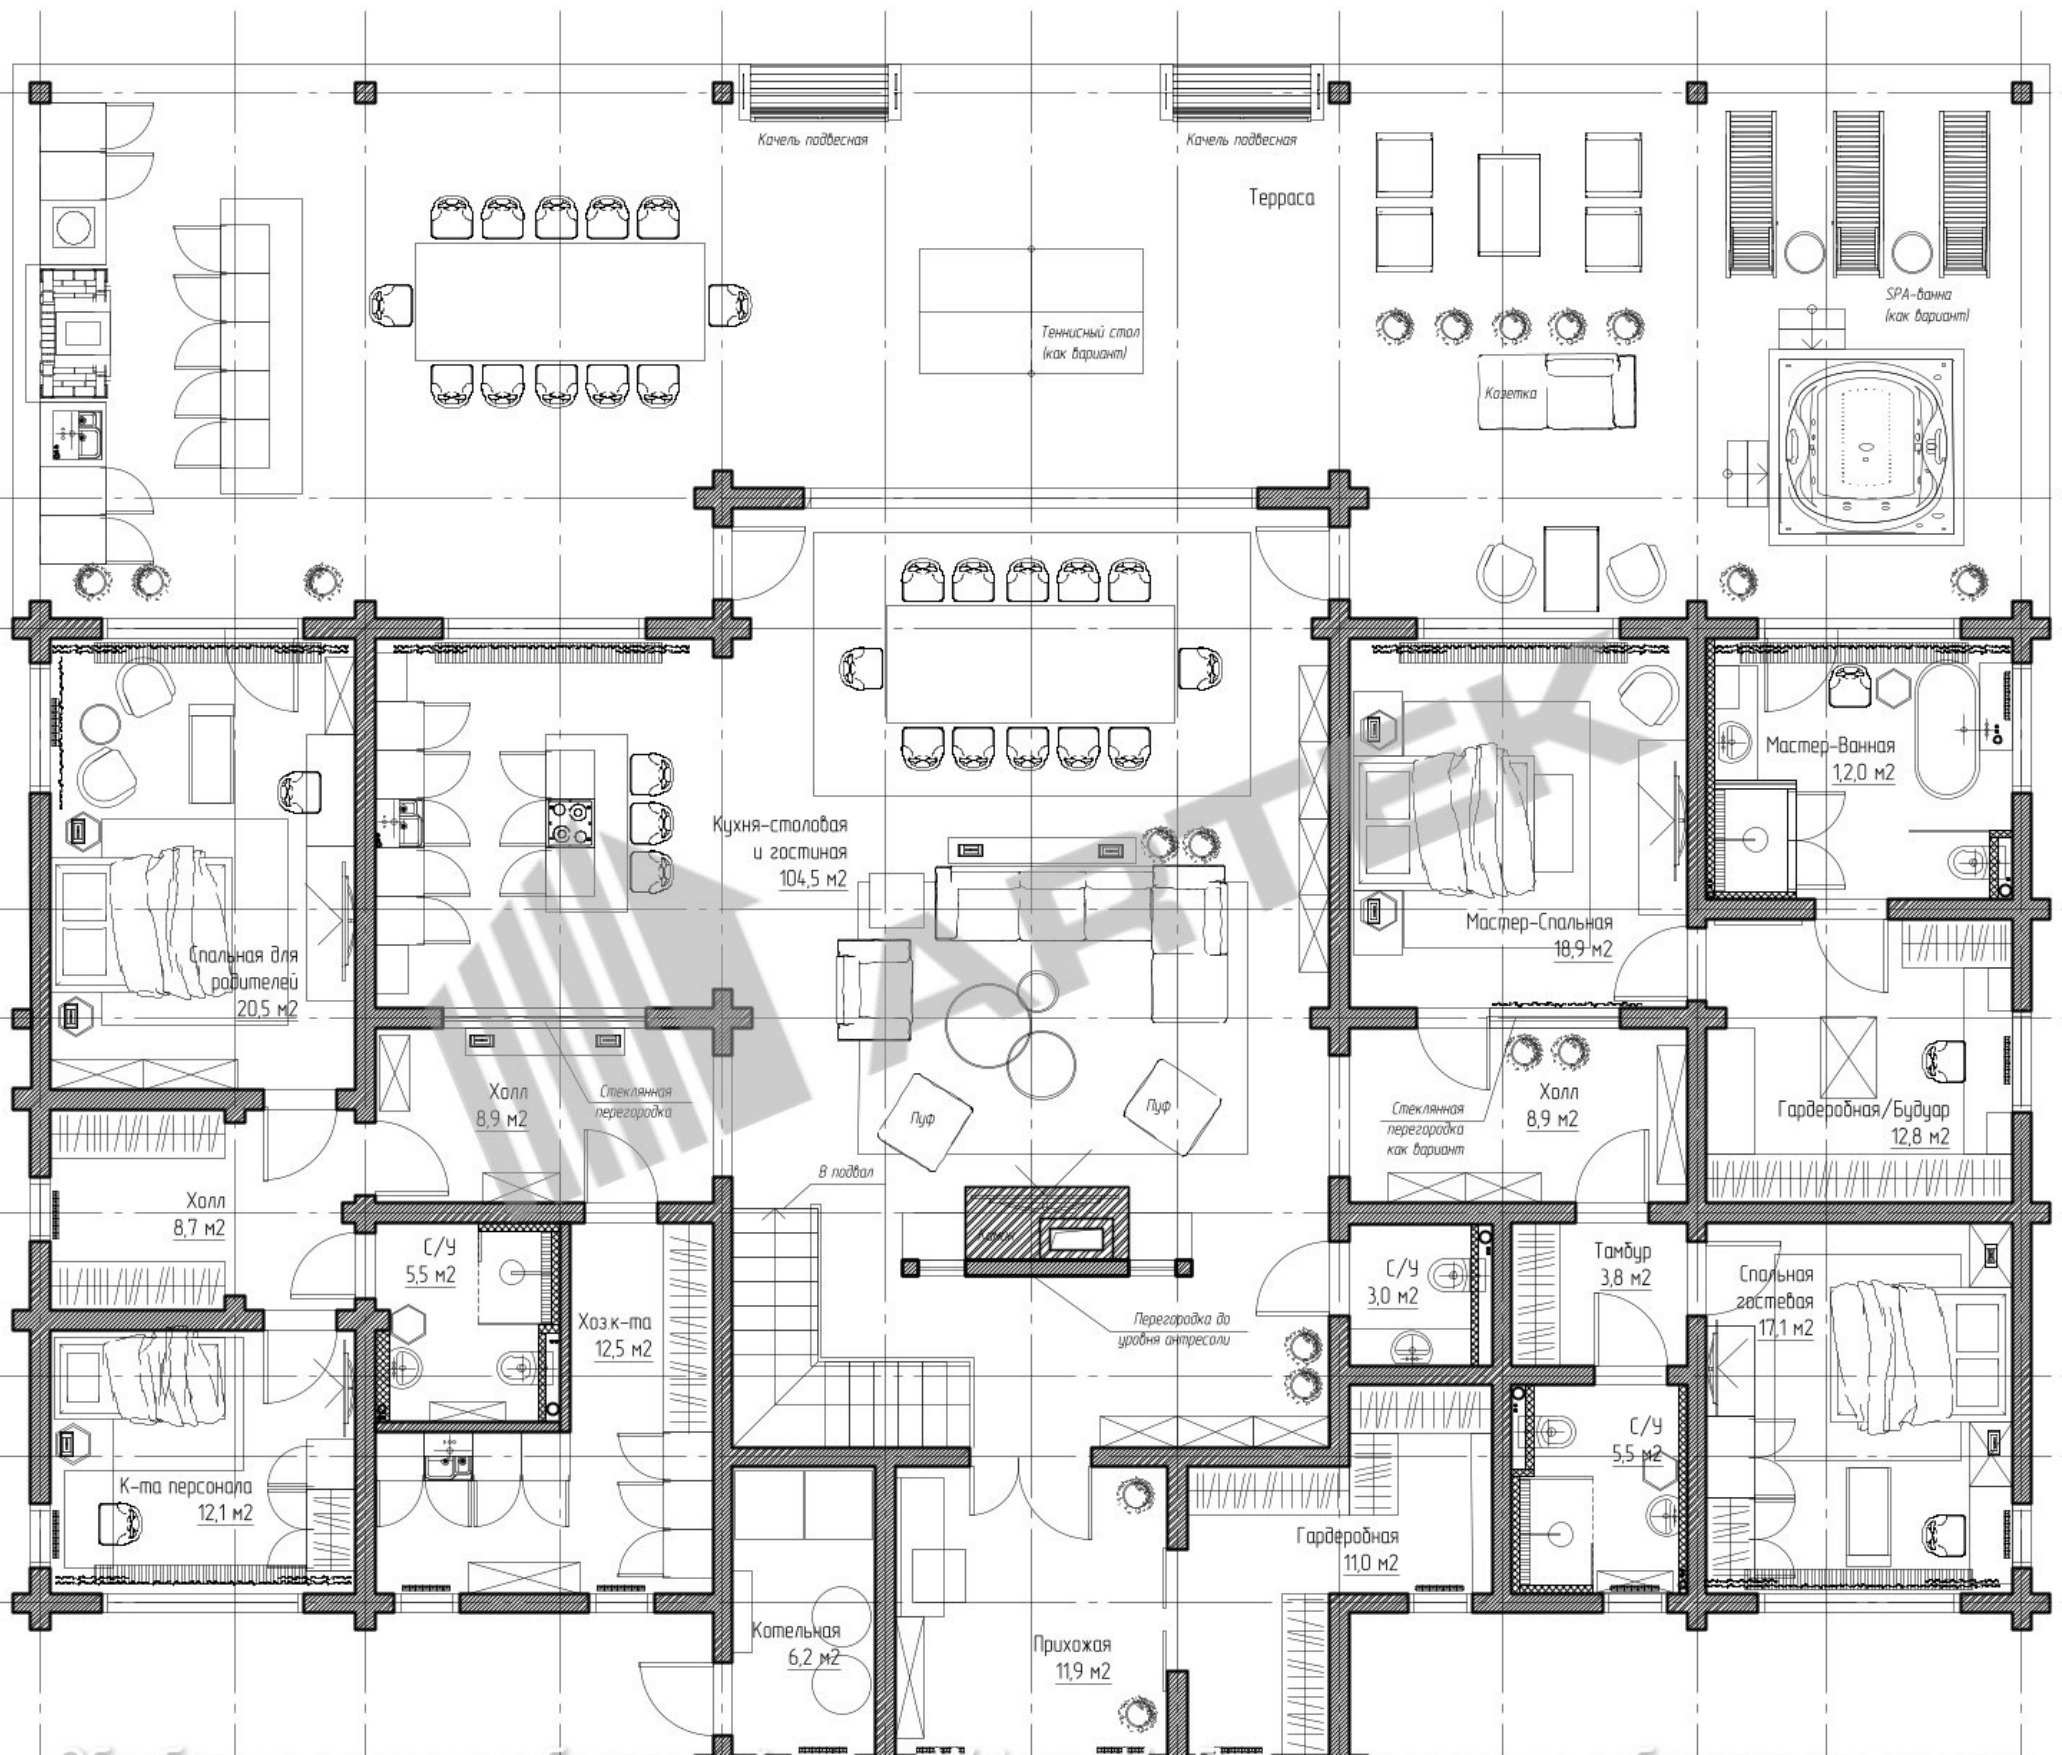 Качель подвесная
Качель подвесная
Терраса
Теннисный стол
(как вариант)
SPA-ванна
(как вариант)
Козетка
Мастер-Ванная
1,2,0 м2
Кухня-столовая
и гостиная
104,5 м2
Мастер-Спальная
18,9 м2
Спальная для
родителей
20,5 м2
ARTEK
Холл
8,9 м2
Стеклянная
перегородка
Пуф
Пуф
Стеклянная
перегородка
как вариант
Холл
8,9 м2
Гардеробная/Будуар
12,8 м2
В подвал
Холл
8,7 м2
С/У
5,5 м2
Камин
С/У
3,0 м2
Тамбур
3,8 м2
Спальная
гостевая
17,1 м2
Хоз.к-та
12,5 м2
Перегородка до
уровня антресоли
С/У
5,5 м2
К-та персонала
12,1 м2
Гардеробная
11,0 м2
Котельная
6,2 м2
Прихожая
11,9 м2